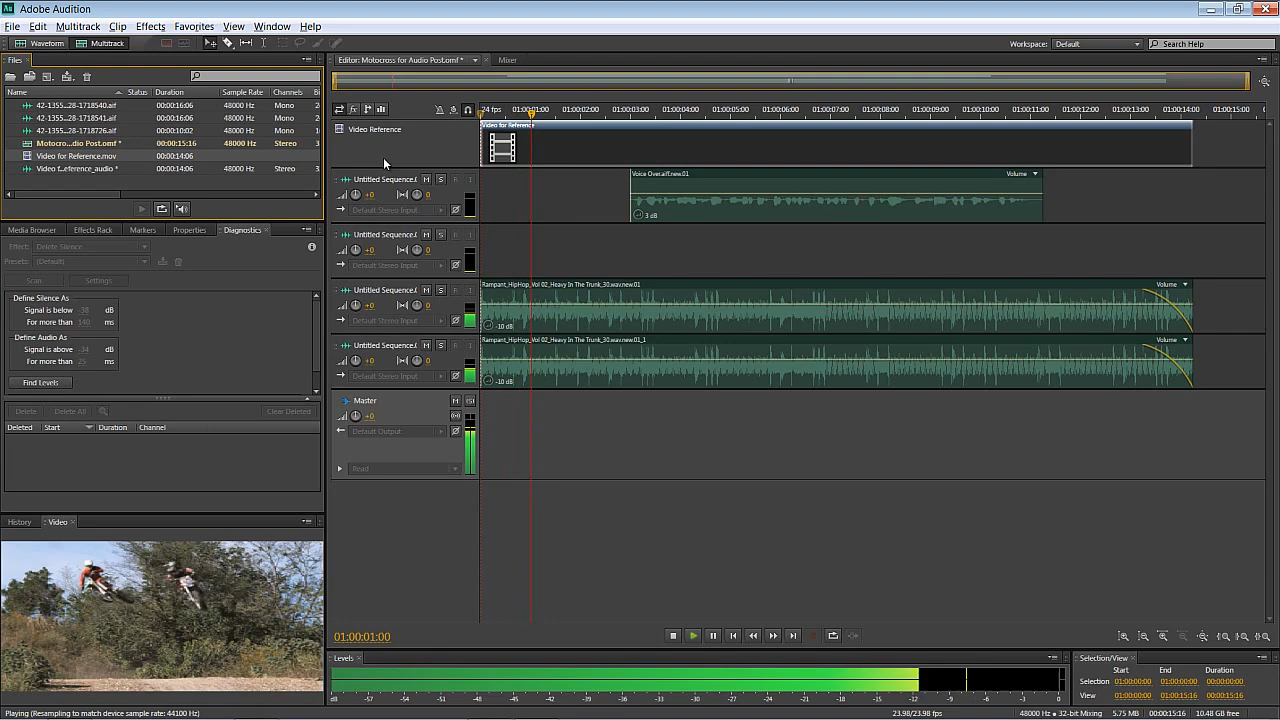 Adobe Audition
File Edit Multitrack Clip Effects Favorites View Window Help
Waveform Multitrack Workspace: Default Search Help
Files
Name Status Duration Sample Rate Channels Bi
42-1355...28-1718540.aif 00:00:16:06 48000 Hz Mono 2
42-1355...28-1718541.aif 00:00:16:06 48000 Hz Mono 2
42-1355...28-1718726.aif 00:00:10:02 48000 Hz Mono 1
Motocro...dio Post.omf * 00:00:15:16 48000 Hz Stereo 3
Video for Reference.mov 00:00:14:06
Video f...eference_audio * 00:00:14:06 48000 Hz Stereo 3
Media Browser Effects Rack Markers Properties Diagnostics
Effect: Delete Silence
Presets: (Default)
Scan Settings
Define Silence As
Signal is below -38 dB
For more than 140 ms
Define Audio As
Signal is above -34 dB
For more than 25 ms
Find Levels
Delete Delete All Clear Deleted
Deleted Start Duration Channel
History Video
Editor: Motocross for Audio Post.omf * Mixer
24 fps 01:00:01:00 01:00:02:00 01:00:03:00 01:00:04:00 01:00:05:00 01:00:06:00 01:00:07:00 01:00:08:00 01:00:09:00 01:00:10:00 01:00:11:00 01:00:12:00 01:00:13:00 01:00:14:00 01:00:15:00
Video Reference
Video for Reference
Untitled Sequence.( M S R I
+0 0
Default Stereo Input
Voice Over.aiff.new.01 Volume
3 dB
Untitled Sequence.( M S R I
+0 0
Default Stereo Input
Untitled Sequence.( M S R I
+0 0
Default Stereo Input
Rampant_HipHop_Vol 02_Heavy In The Trunk_30.wav.new.01 Volume
-10 dB
Untitled Sequence.( M S R I
+0 0
Default Stereo Input
Rampant_HipHop_Vol 02_Heavy In The Trunk_30.wav.new.01_1 Volume
-10 dB
Master M
+0
Default Output
Read
01:00:01:00
Levels
dB -57 -54 -51 -48 -45 -42 -39 -36 -33 -30 -27 -24 -21 -18 -15 -12 -9 -6 -3 0
Selection/View
Start End Duration
Selection 01:00:00:00 01:00:00:00 00:00:00:00
View 01:00:00:00 01:00:15:16 00:00:15:16
Playing (Resampling to match device sample rate: 44100 Hz) 23.98/23.98 fps 48000 Hz • 32-bit Mixing 5.75 MB 00:00:15:16 10.48 GB free